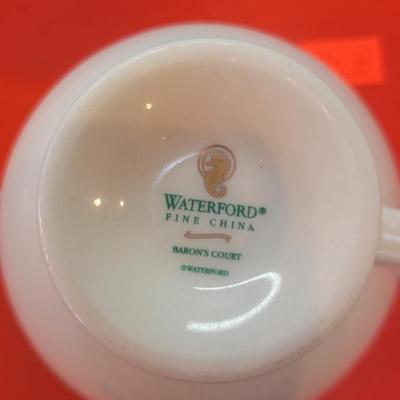 WATERFORD®
FINE CHINA
BARON'S COURT
©WATERFORD